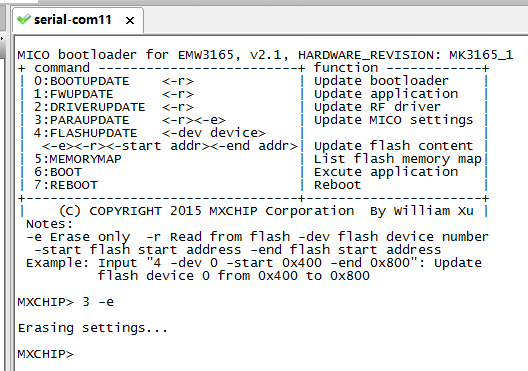 serial-com11
MICO bootloader for EMW3165, v2.1, HARDWARE_REVISION: MK3165_1
+ command --------------------------+ function ------------+
| 0:BOOTUPDATE    <-r>              | Update bootloader    |
| 1:FWUPDATE      <-r>              | Update application   |
| 2:DRIVERUPDATE  <-r>              | Update RF driver     |
| 3:PARAUPDATE    <-r><-e>          | Update MICO settings |
| 4:FLASHUPDATE   <-dev device>     |                      |
|  <-e><-r><-start addr><-end addr>| Update flash content |
| 5:MEMORYMAP                       | List flash memory map|
| 6:BOOT                            | Excute application   |
| 7:REBOOT                          | Reboot               |
+-----------------------------------+----------------------+
|    (C) COPYRIGHT 2015 MXCHIP Corporation  By William Xu |
Notes:
-e Erase only  -r Read from flash -dev flash device number
-start flash start address -end flash start address
Example: Input "4 -dev 0 -start 0x400 -end 0x800": Update
flash device 0 from 0x400 to 0x800
MXCHIP> 3 -e
Erasing settings...
MXCHIP>